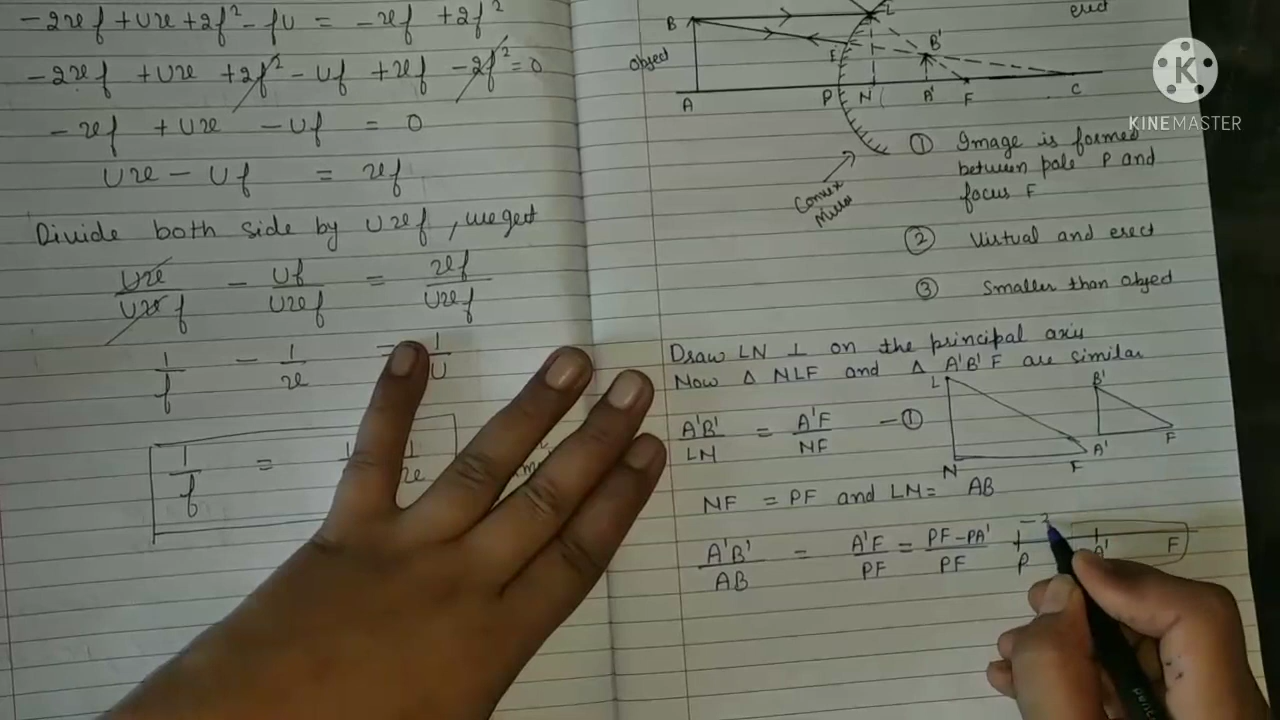 -2vf + uv + 2f² - fu = -vf + 2f²
-2vf + uv + 2f² - uf + vf - 2f² = 0
-vf + uv - uf = 0
uv - uf = vf
Divide both side by uvf, we get
uv/uvf - uf/uvf = vf/uvf
1/f - 1/v = 1/u
1/f =
erect
B
L
object
E
B'
A
P
N
A'
F
C
Convex
Mirror
① Image is formed
between pole P and
focus F
② Virtual and erect
③ Smaller than object
Draw LN ⊥ on the principal axis
Now Δ NLF and Δ A'B'F are similar
A'B'/LN = A'F/NF - ①
L
N
F
B'
A'
F
NF = PF and LN = AB
A'B'/AB = A'F/PF = PF-PA'/PF
P
A'
F
K
KINEMASTER